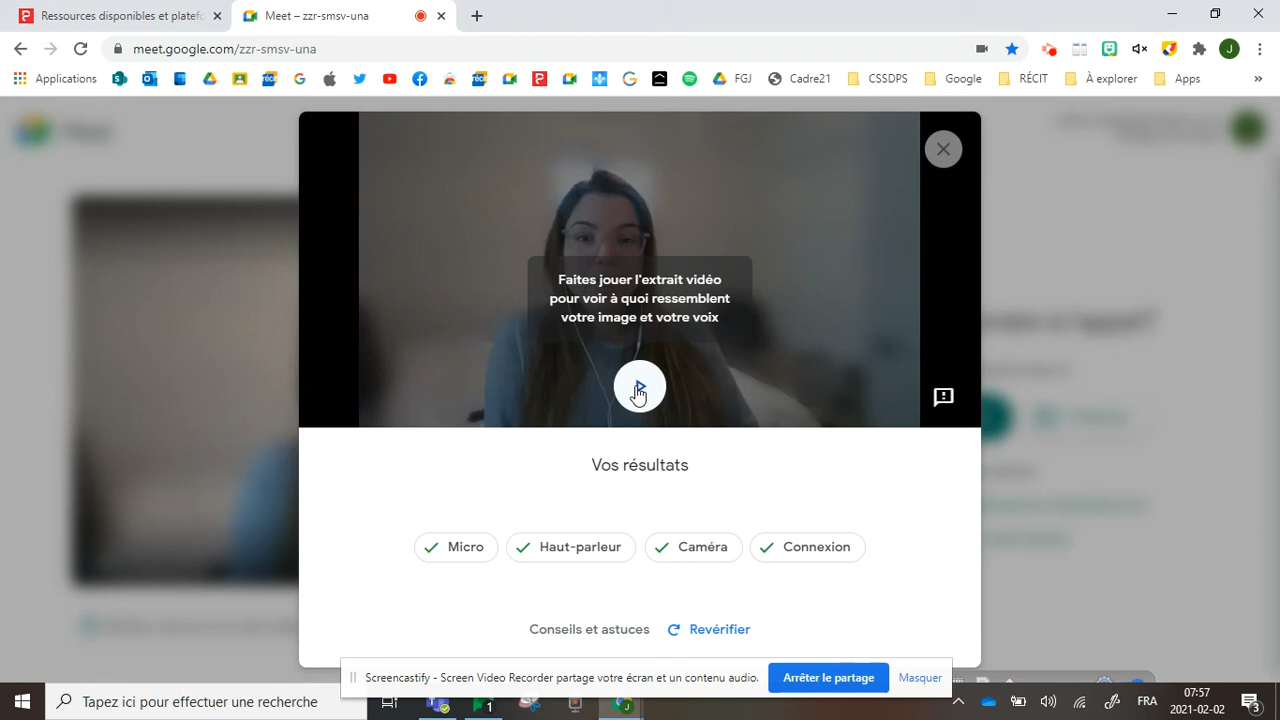 Ressources disponibles et platef
Meet – zzr-smsv-una
meet.google.com/zzr-smsv-una
J
Applications
FGJ
Cadre21
CSSDPS
Google
RÉCIT
À explorer
Apps
»
Faites jouer l'extrait vidéo
pour voir à quoi ressemblent
votre image et votre voix
Vos résultats
Micro
Haut-parleur
Caméra
Connexion
Conseils et astuces
Revérifier
Screencastify - Screen Video Recorder partage votre écran et un contenu audio.
Arrêter le partage
Masquer
Tapez ici pour effectuer une recherche
1
FRA
07:57
2021-02-02
3